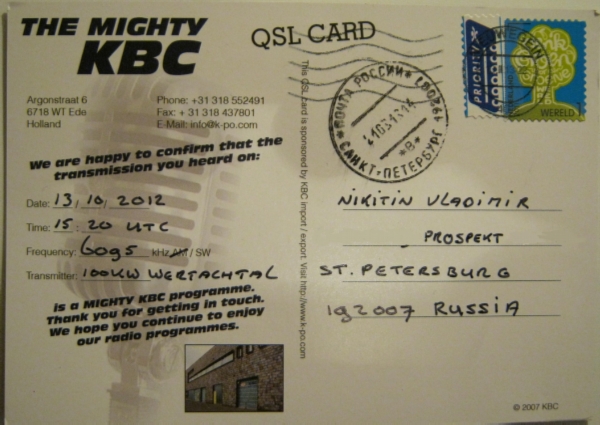 THE MIGHTY
KBC
QSL CARD
Argonstraat 6
6718 WT Ede
Holland
Phone: +31 318 552491
Fax: + 31 318 437801
E-Mail: info@k-po.com
We are happy to confirm that the
transmission you heard on:
Date: 13/10/2012
Time: 15:20 UTC
Frequency: 6095 kHz AM / SW
Transmitter: 100KW WERTACHTAL
is a MIGHTY KBC programme.
Thank you for getting in touch.
We hope you continue to enjoy
our radio programmes.
This QSL card is sponsored by KBC import / export. Visit http://www.k-po.com
PRIORITY
WERELD 1
ПОЧТА РОССИИ
САНКТ-ПЕТЕРБУРГ
NIKITIN VLADIMIR
PROSPEKT
ST. PETERSBURG
192007 RUSSIA
© 2007 KBC